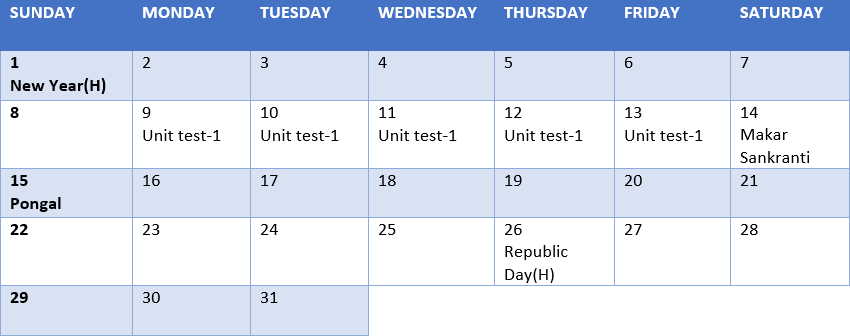 SUNDAY MONDAY TUESDAY WEDNESDAY THURSDAY FRIDAY SATURDAY
1 2 3 4 5 6 7
New Year(H)
8 9 10 11 12 13 14
Unit test-1 Unit test-1 Unit test-1 Unit test-1 Unit test-1 Makar
Sankranti
15 16 17 18 19 20 21
Pongal
22 23 24 25 26 27 28
Republic
Day(H)
29 30 31